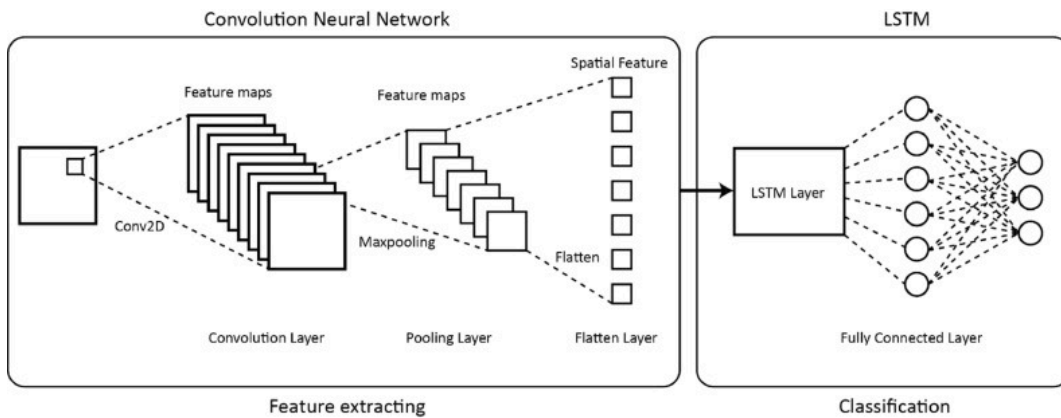 Convolution Neural Network
LSTM
Spatial Feature
Feature maps
Feature maps
Conv2D
Maxpooling
Flatten
LSTM Layer
Convolution Layer
Pooling Layer
Flatten Layer
Fully Connected Layer
Feature extracting
Classification